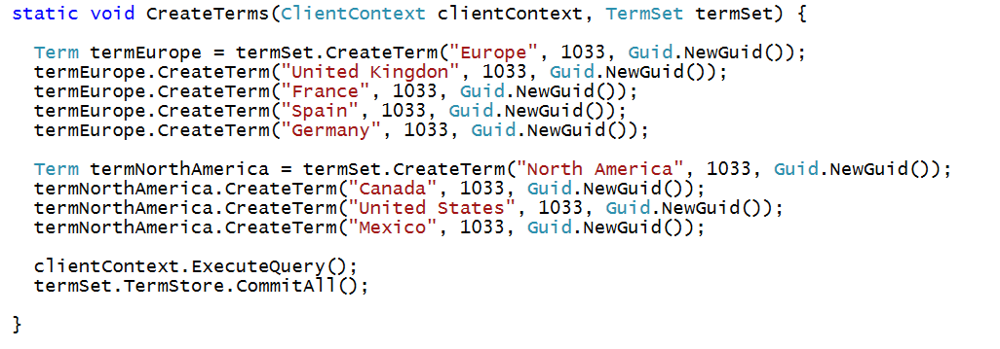 static void CreateTerms(ClientContext clientContext, TermSet termSet) {
Term termEurope = termSet.CreateTerm("Europe", 1033, Guid.NewGuid());
termEurope.CreateTerm("United Kingdon", 1033, Guid.NewGuid());
termEurope.CreateTerm("France", 1033, Guid.NewGuid());
termEurope.CreateTerm("Spain", 1033, Guid.NewGuid());
termEurope.CreateTerm("Germany", 1033, Guid.NewGuid());
Term termNorthAmerica = termSet.CreateTerm("North America", 1033, Guid.NewGuid());
termNorthAmerica.CreateTerm("Canada", 1033, Guid.NewGuid());
termNorthAmerica.CreateTerm("United States", 1033, Guid.NewGuid());
termNorthAmerica.CreateTerm("Mexico", 1033, Guid.NewGuid());
clientContext.ExecuteQuery();
termSet.TermStore.CommitAll();
}